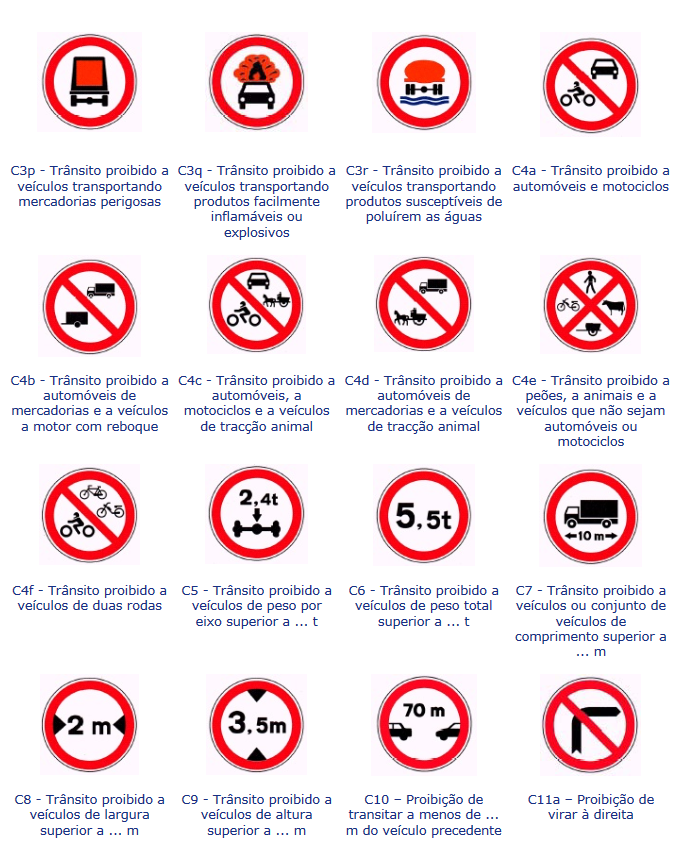 C3p - Trânsito proibido a
veículos transportando
mercadorias perigosas
C3q - Trânsito proibido a
veículos transportando
produtos facilmente
inflamáveis ou
explosivos
C3r - Trânsito proibido a
veículos transportando
produtos susceptíveis de
poluírem as águas
C4a - Trânsito proibido a
automóveis e motociclos
C4b - Trânsito proibido a
automóveis de
mercadorias e a veículos
a motor com reboque
C4c - Trânsito proibido a
automóveis, a
motociclos e a veículos
de tracção animal
C4d - Trânsito proibido a
automóveis de
mercadorias e a veículos
de tracção animal
C4e - Trânsito proibido a
peões, a animais e a
veículos que não sejam
automóveis ou
motociclos
C4f - Trânsito proibido a
veículos de duas rodas
2,4t
C5 - Trânsito proibido a
veículos de peso por
eixo superior a ... t
5,5t
C6 - Trânsito proibido a
veículos de peso total
superior a ... t
10 m
C7 - Trânsito proibido a
veículos ou conjunto de
veículos de
comprimento superior a
... m
2 m
C8 - Trânsito proibido a
veículos de largura
superior a ... m
3,5m
C9 - Trânsito proibido a
veículos de altura
superior a ... m
70 m
C10 – Proibição de
transitar a menos de ...
m do veículo precedente
C11a – Proibição de
virar à direita